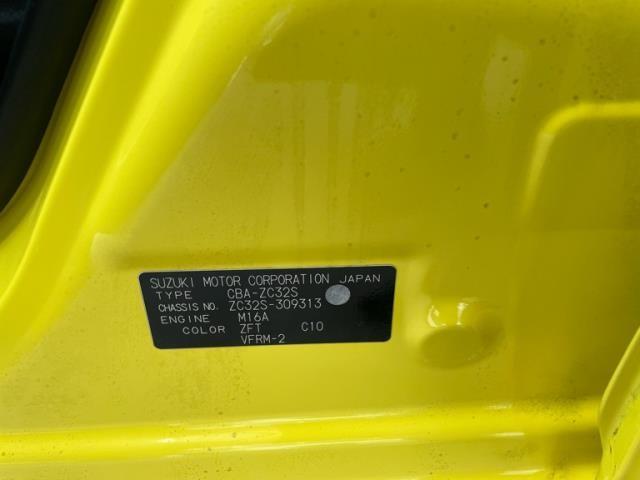 SUZUKI MOTOR CORPORATION JAPAN
TYPE CBA-ZC32S
CHASSIS NO. ZC32S-309313
ENGINE M16A
COLOR ZFT C10
VFRM-2